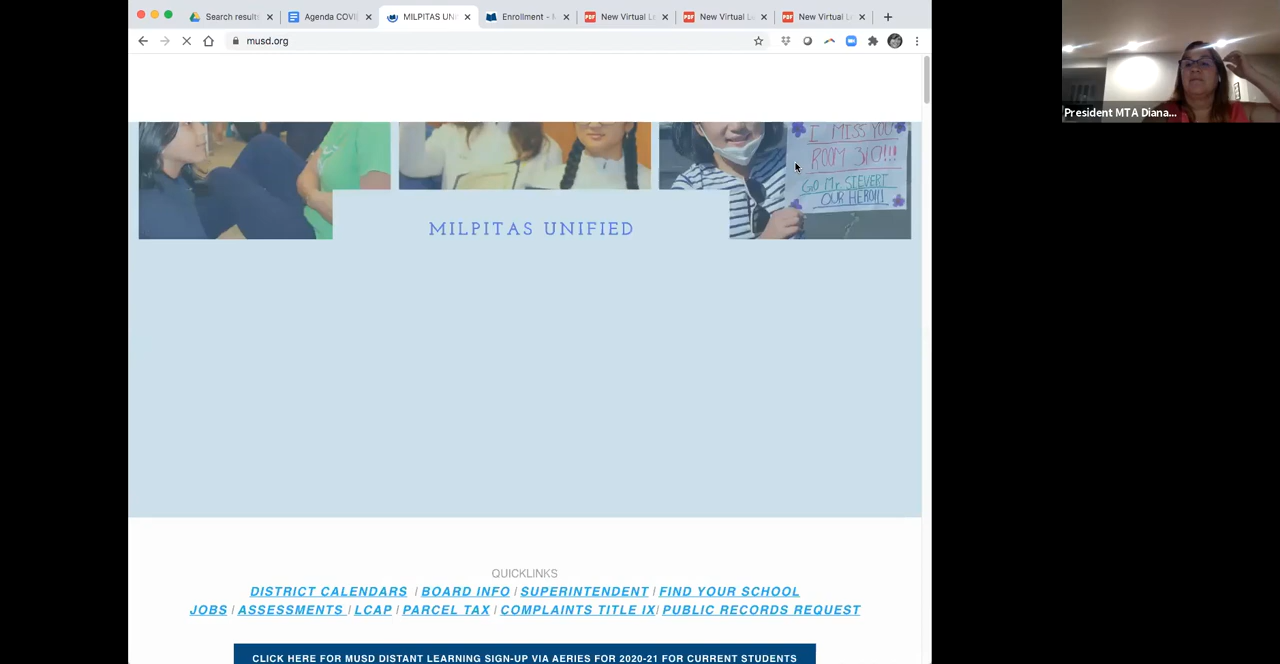 Search results
Agenda COVI
MILPITAS UN
Enrollment -
New Virtual L
New Virtual L
New Virtual L
musd.org
I MISS YOU
ROOM 310!!!
GO Mr. SIEVERT
OUR HERO!!!
MILPITAS UNIFIED
QUICKLINKS
DISTRICT CALENDARS / BOARD INFO / SUPERINTENDENT / FIND YOUR SCHOOL
JOBS / ASSESSMENTS / LCAP / PARCEL TAX / COMPLAINTS TITLE IX/ PUBLIC RECORDS REQUEST
CLICK HERE FOR MUSD DISTANT LEARNING SIGN-UP VIA AERIES FOR 2020-21 FOR CURRENT STUDENTS
President MTA Diana...